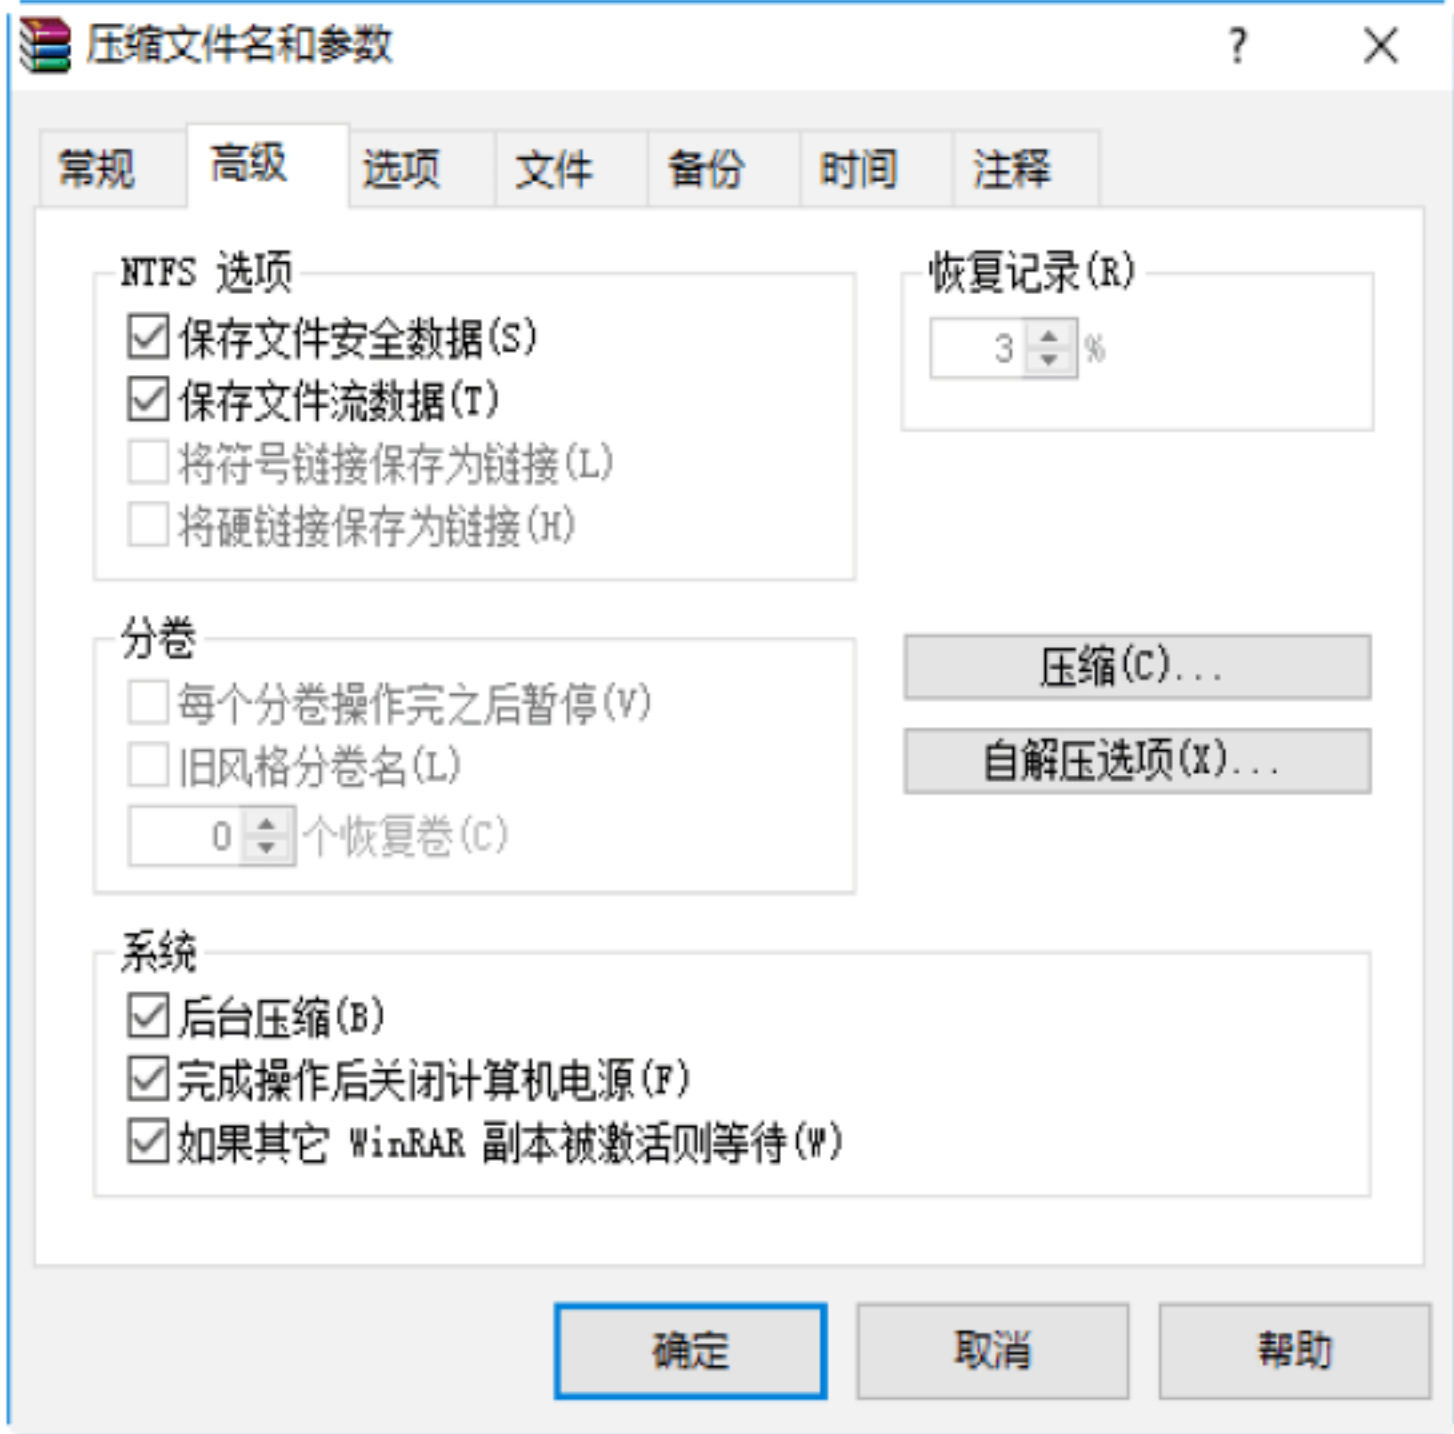 压缩文件名和参数
?
常规 高级 选项 文件 备份 时间 注释
NTFS 选项
保存文件安全数据(S)
保存文件流数据(T)
将符号链接保存为链接(L)
将硬链接保存为链接(H)
恢复记录(R)
3 %
分卷
每个分卷操作完之后暂停(V)
旧风格分卷名(L)
0 个恢复卷(C)
压缩(C)...
自解压选项(X)...
系统
后台压缩(B)
完成操作后关闭计算机电源(F)
如果其它 WinRAR 副本被激活则等待(W)
确定 取消 帮助